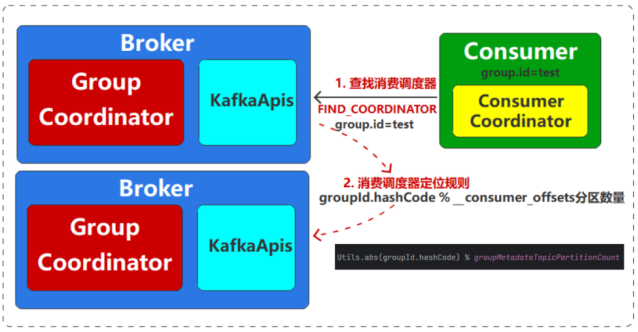 Broker
Group
Coordinator
KafkaApis
Consumer
group.id=test
Consumer
Coordinator
1. 查找消费调度器
FIND_COORDINATOR
group.id=test
2. 消费调度器定位规则
groupId.hashCode % __consumer_offsets分区数量
Broker
Group
Coordinator
KafkaApis
Utils.abs(groupId.hashCode) % groupMetadataTopicPartitionCount